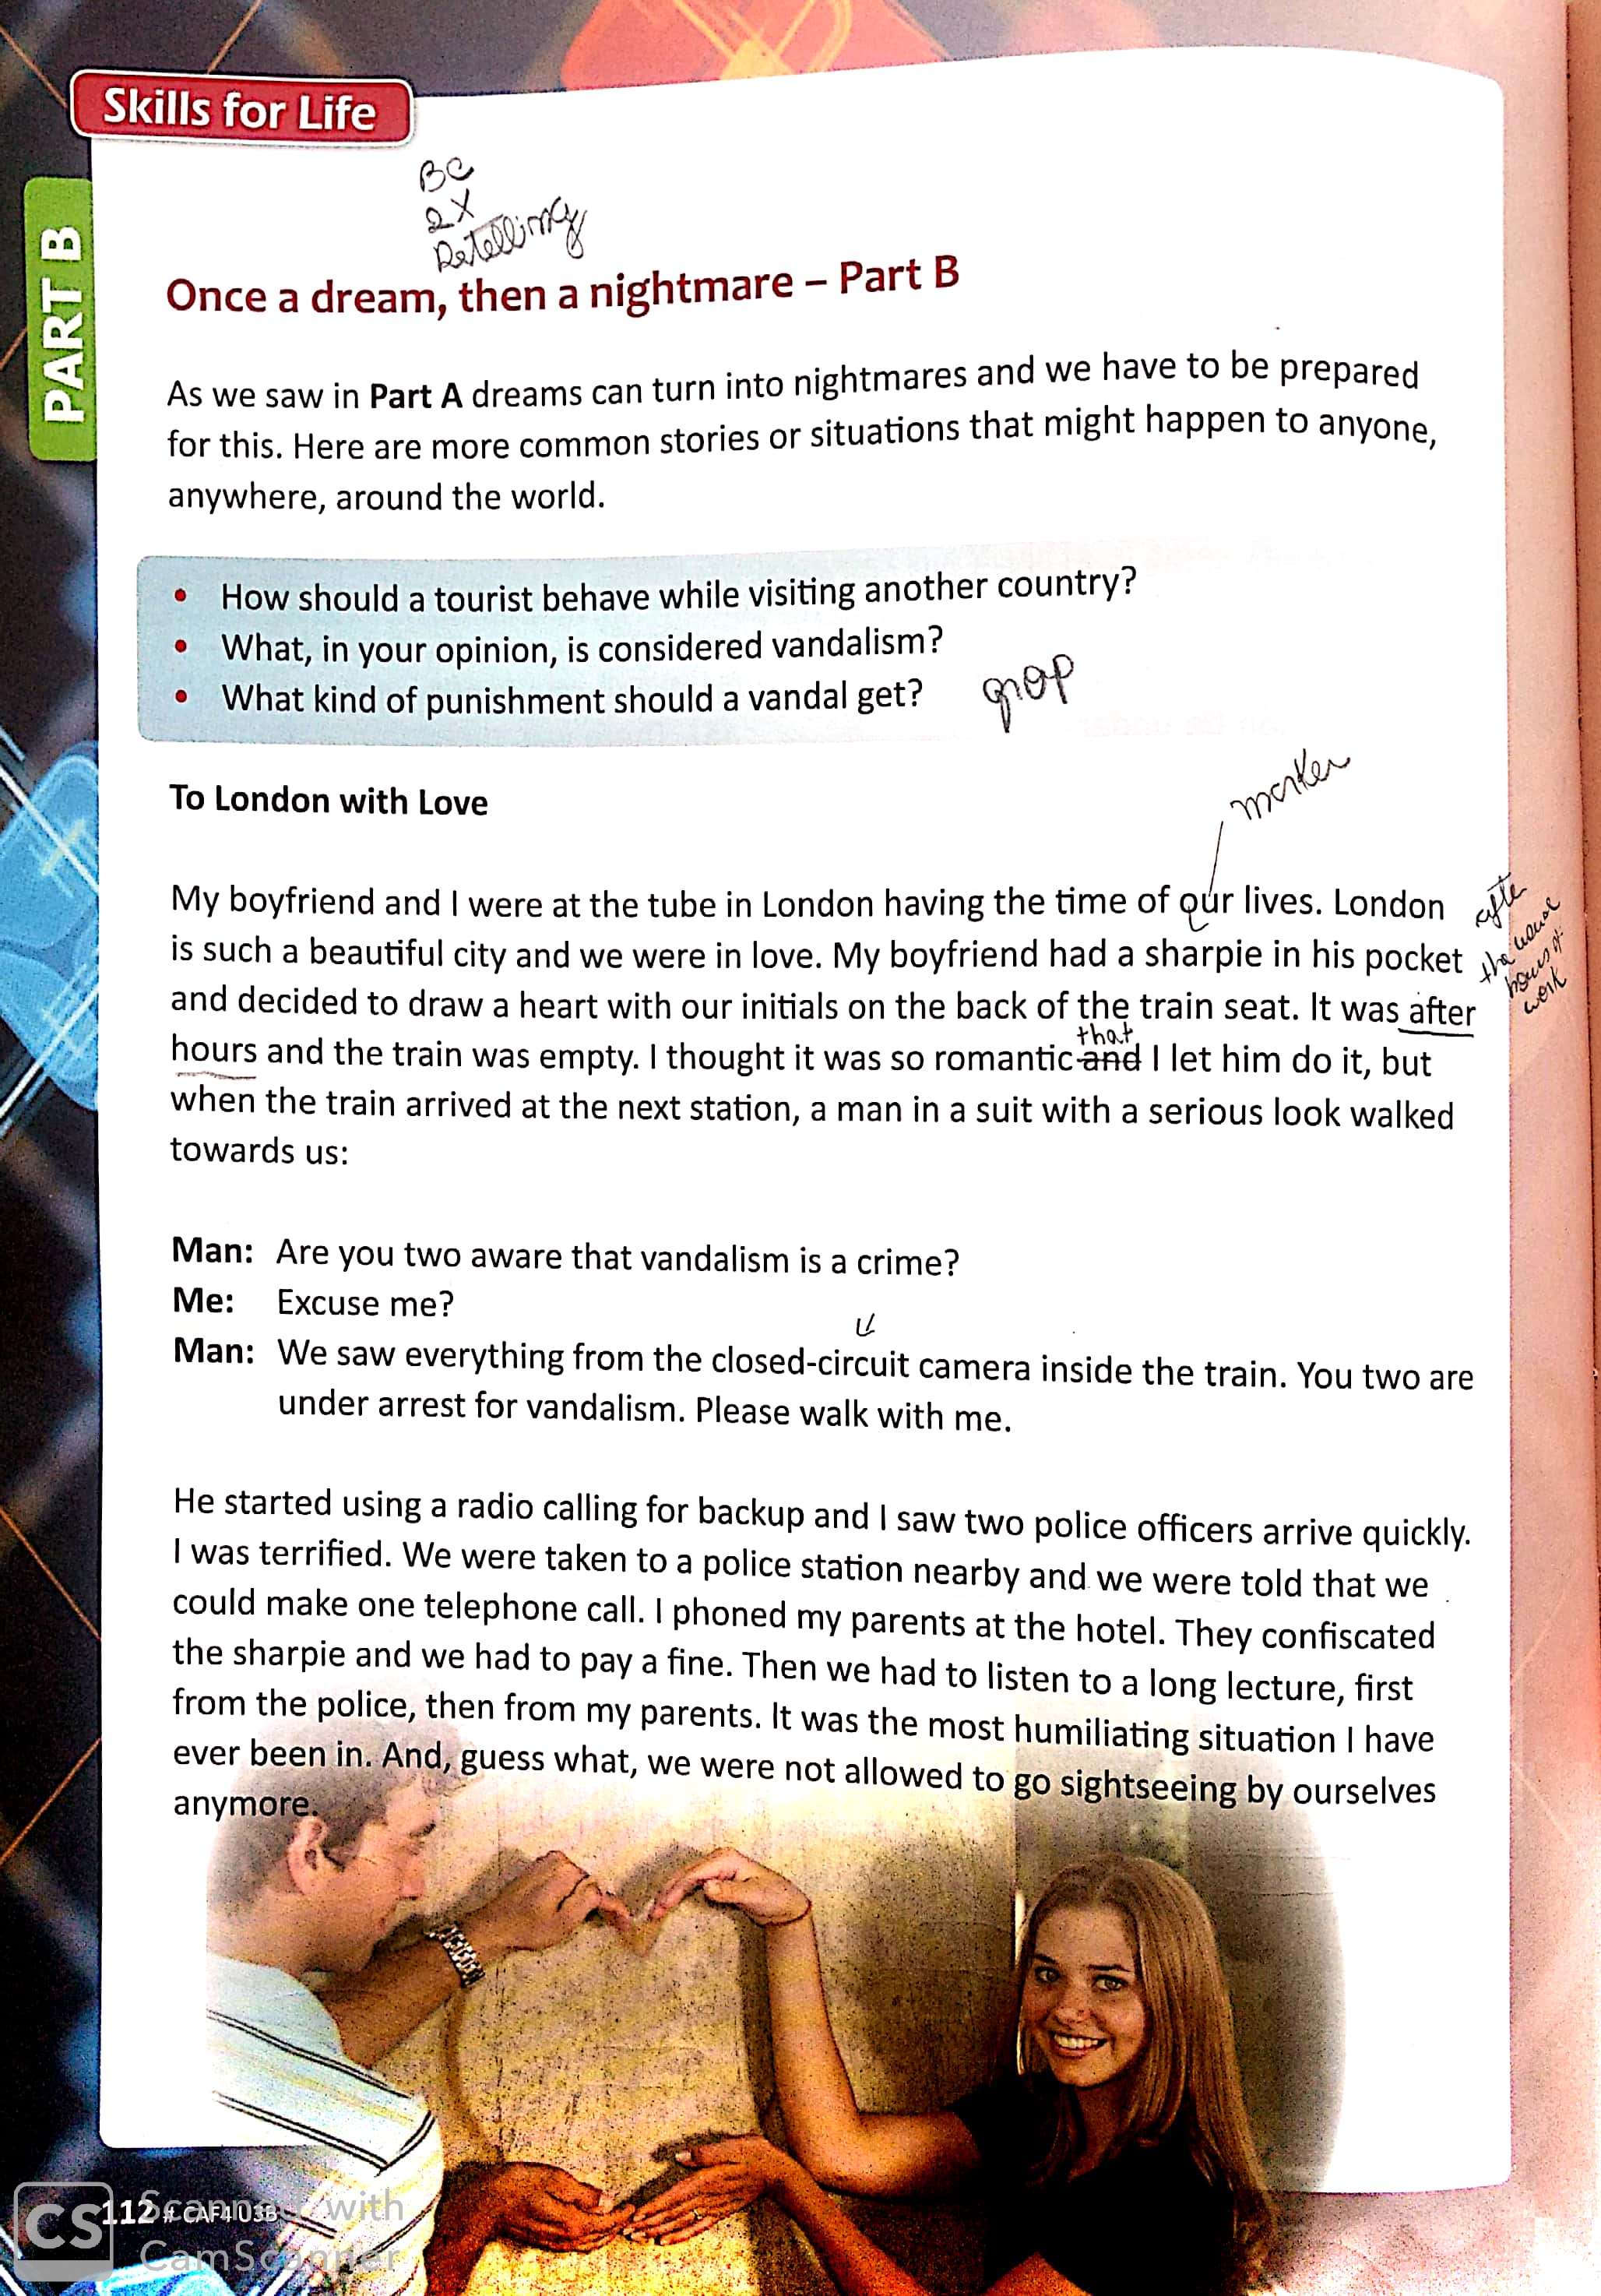 Skills for Life
PART B
BC
2X
Retelling
Once a dream, then a nightmare – Part B
As we saw in Part A dreams can turn into nightmares and we have to be prepared
for this. Here are more common stories or situations that might happen to anyone,
anywhere, around the world.
• How should a tourist behave while visiting another country?
• What, in your opinion, is considered vandalism?
• What kind of punishment should a vandal get?
marker
To London with Love
My boyfriend and I were at the tube in London having the time of our lives. London
is such a beautiful city and we were in love. My boyfriend had a sharpie in his pocket
and decided to draw a heart with our initials on the back of the train seat. It was after
after
the usual
hours of
work
that
hours and the train was empty. I thought it was so romantic and I let him do it, but
when the train arrived at the next station, a man in a suit with a serious look walked
towards us:
Man: Are you two aware that vandalism is a crime?
Me: Excuse me?
Man: We saw everything from the closed-circuit camera inside the train. You two are
under arrest for vandalism. Please walk with me.
He started using a radio calling for backup and I saw two police officers arrive quickly.
I was terrified. We were taken to a police station nearby and we were told that we
could make one telephone call. I phoned my parents at the hotel. They confiscated
the sharpie and we had to pay a fine. Then we had to listen to a long lecture, first
from the police, then from my parents. It was the most humiliating situation I have
ever been in. And, guess what, we were not allowed to go sightseeing by ourselves
anymore.
112 # CAF4U3B
CS Scanned with
CamScanner